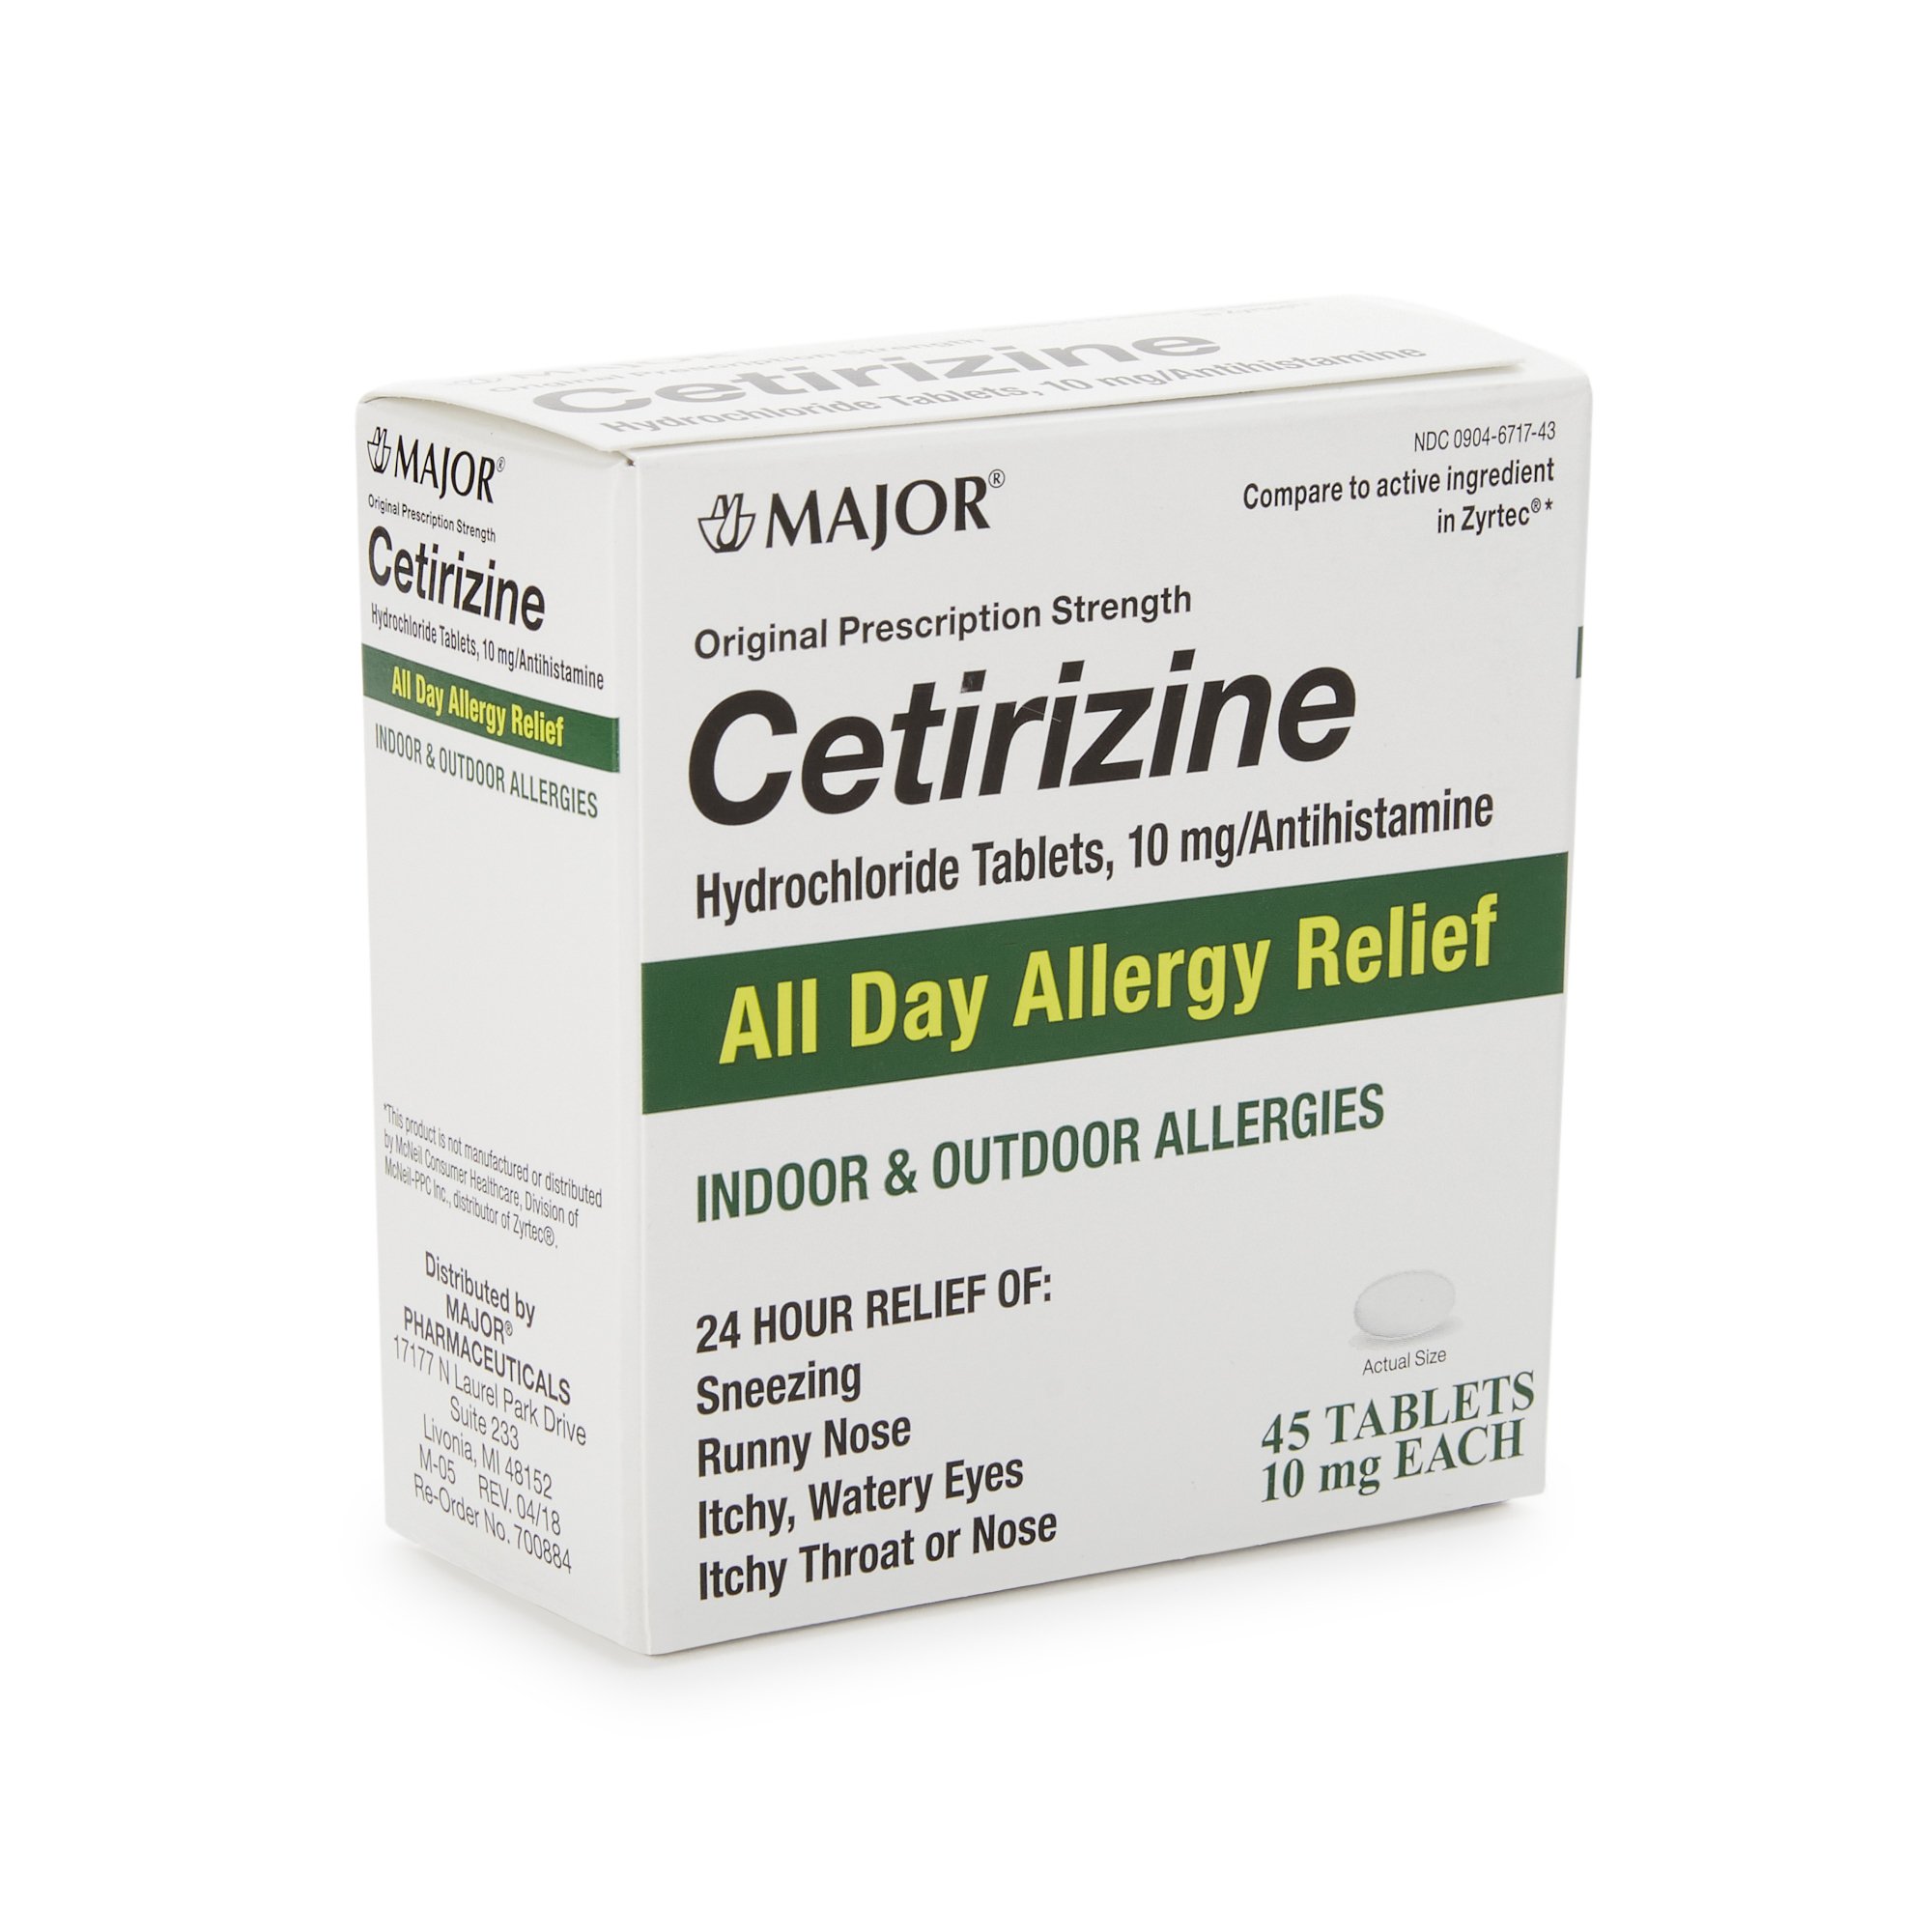 Original Prescription Strength
in Zyrtec
Cetirizine
Hydrochloride Tablets, 10 mg/Antihistamine
MAJOR®
Original Prescription Strength
Cetirizine
Hydrochloride Tablets, 10 mg/Antihistamine
All Day Allergy Relief
INDOOR & OUTDOOR ALLERGIES
*This product is not manufactured or distributed
by McNeil Consumer Healthcare, Division of
McNeil-PPC Inc., distributor of Zyrtec®.
Distributed by
MAJOR®
PHARMACEUTICALS
17177 N Laurel Park Drive
Suite 233
Livonia, MI 48152
M-05 REV. 04/18
Re-Order No. 700884
MAJOR®
NDC 0904-6717-43
Compare to active ingredient
in Zyrtec®*
Original Prescription Strength
Cetirizine
Hydrochloride Tablets, 10 mg/Antihistamine
All Day Allergy Relief
INDOOR & OUTDOOR ALLERGIES
24 HOUR RELIEF OF:
Sneezing
Runny Nose
Itchy, Watery Eyes
Itchy Throat or Nose
Actual Size
45 TABLETS
10 mg EACH